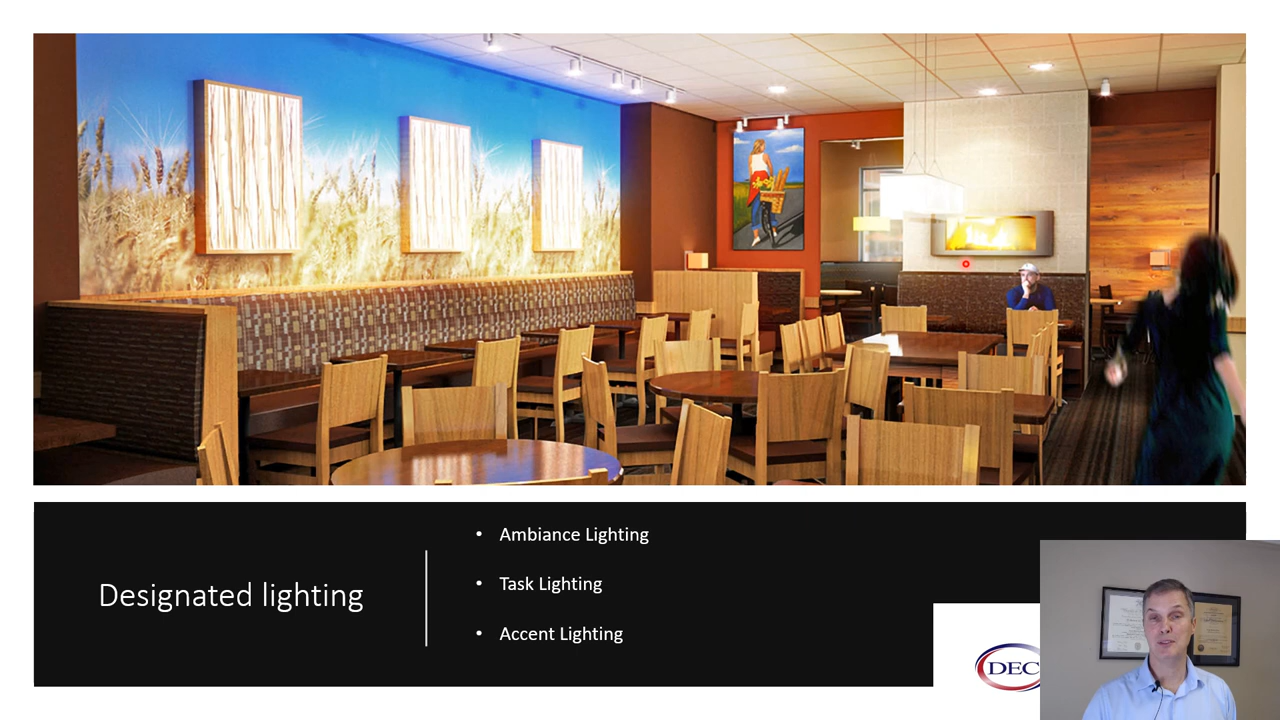 Designated lighting
• Ambiance Lighting
• Task Lighting
• Accent Lighting
DEC